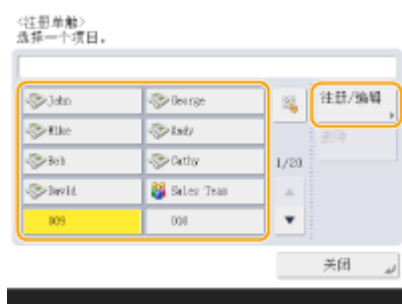 <注册单触>
选择一个项目。
John
George
注册/编辑
Mike
Andy
删除
Bob
Cathy
1/20
David
Sales Team
009
010
关闭